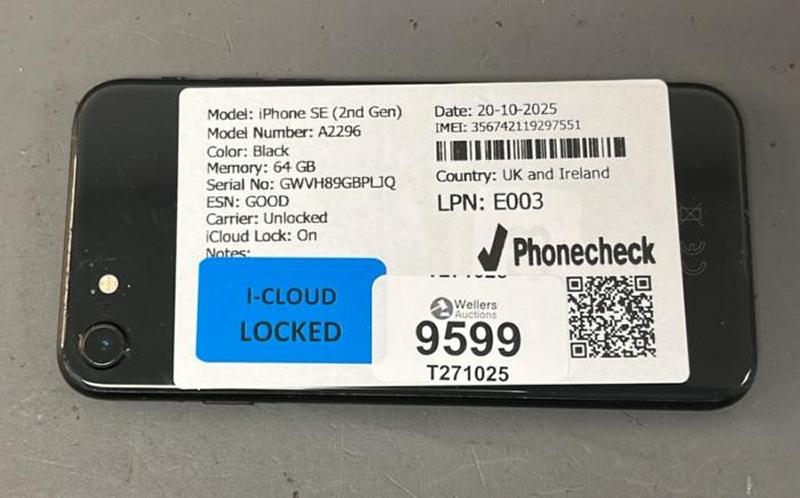 Model: iPhone SE (2nd Gen)
Model Number: A2296
Color: Black
Memory: 64 GB
Serial No: GWVH89GBPLJQ
ESN: GOOD
Carrier: Unlocked
iCloud Lock: On
Notes:
Date: 20-10-2025
IMEI: 356742119297551
Country: UK and Ireland
LPN: E003
Phonecheck
I-CLOUD
LOCKED
Wellers
Auctions
9599
T271025